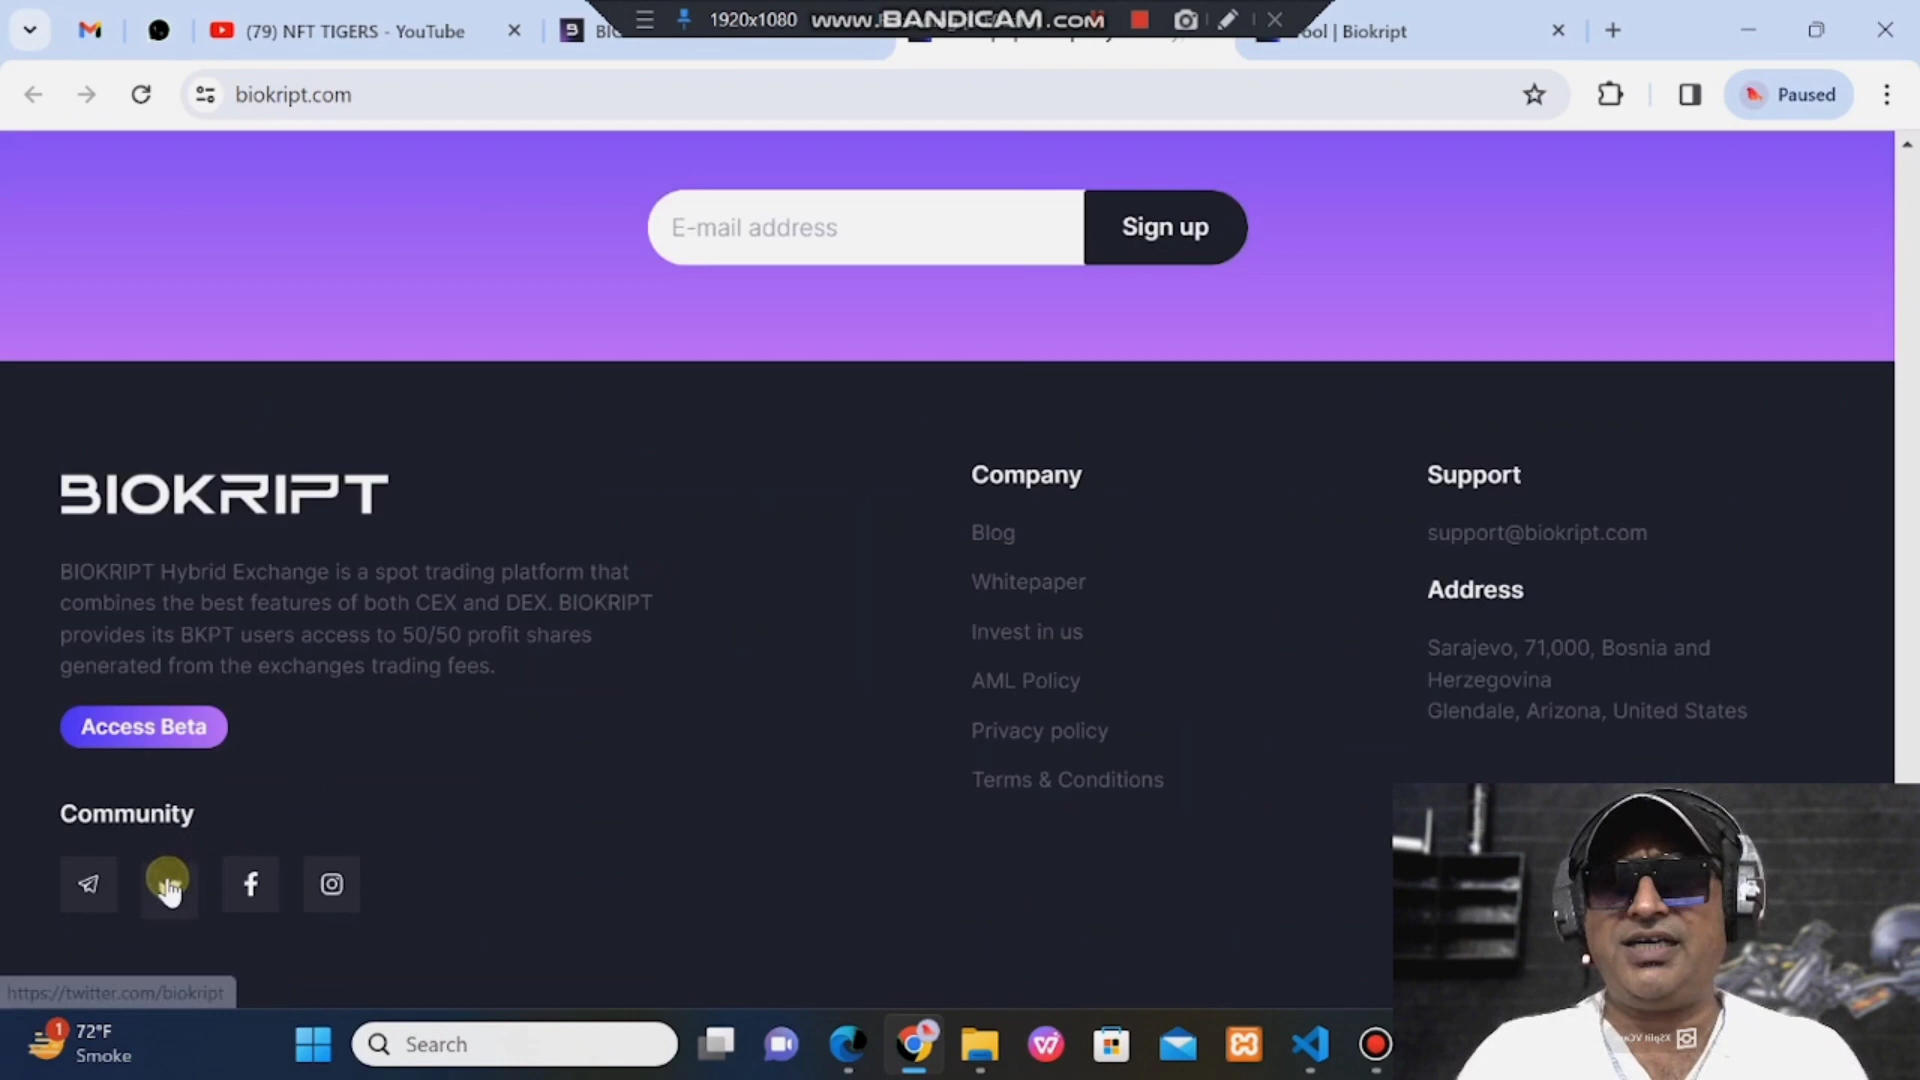 (79) NFT TIGERS - YouTube
BIO
1920x1080
www.BANDICAM.com
ool | Biokript
biokript.com
Paused
E-mail address
Sign up
BIOKRIPT
BIOKRIPT Hybrid Exchange is a spot trading platform that
combines the best features of both CEX and DEX. BIOKRIPT
provides its BKPT users access to 50/50 profit shares
generated from the exchanges trading fees.
Access Beta
Community
Company
Blog
Whitepaper
Invest in us
AML Policy
Privacy policy
Terms & Conditions
Support
support@biokript.com
Address
Sarajevo, 71,000, Bosnia and
Herzegovina
Glendale, Arizona, United States
https://twitter.com/biokript
1
72°F
Smoke
Search